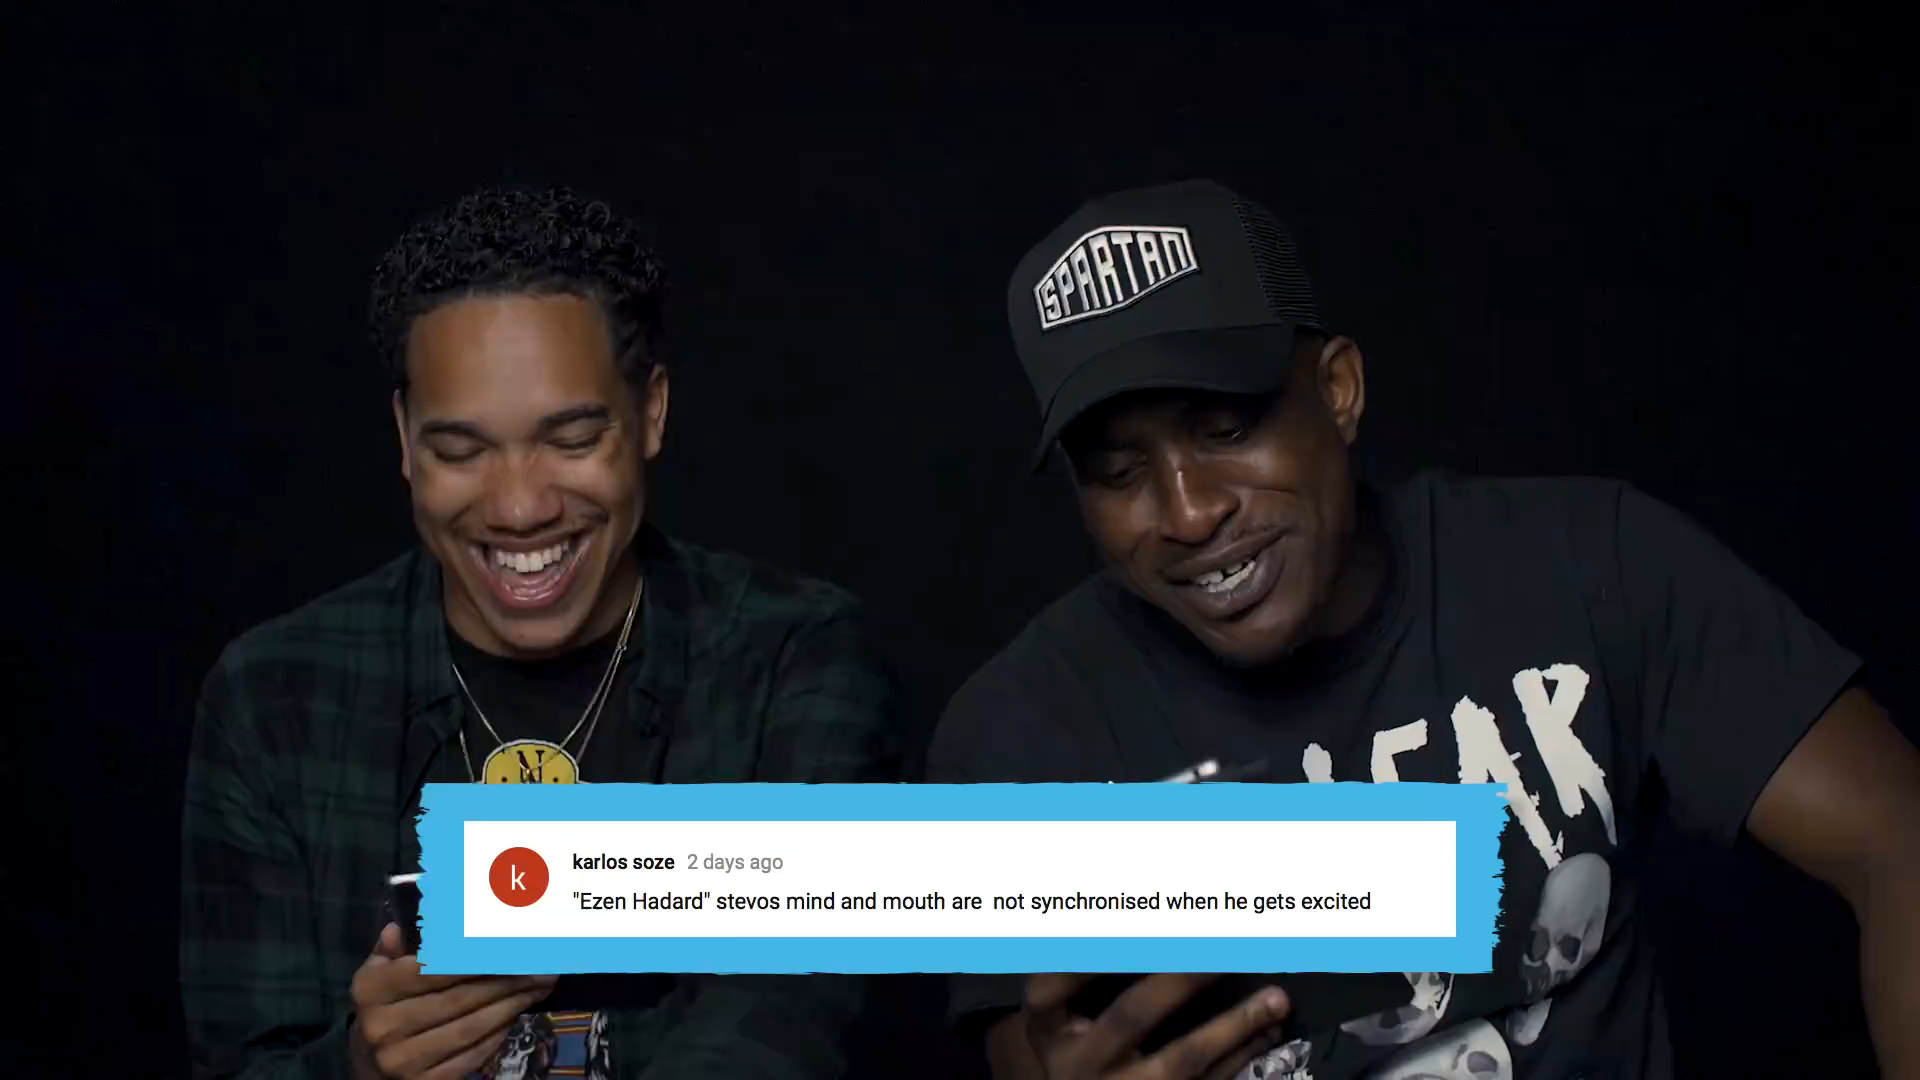 SPARTAN
N
FEAR
k
karlos soze 2 days ago
"Ezen Hadard" stevos mind and mouth are  not synchronised when he gets excited